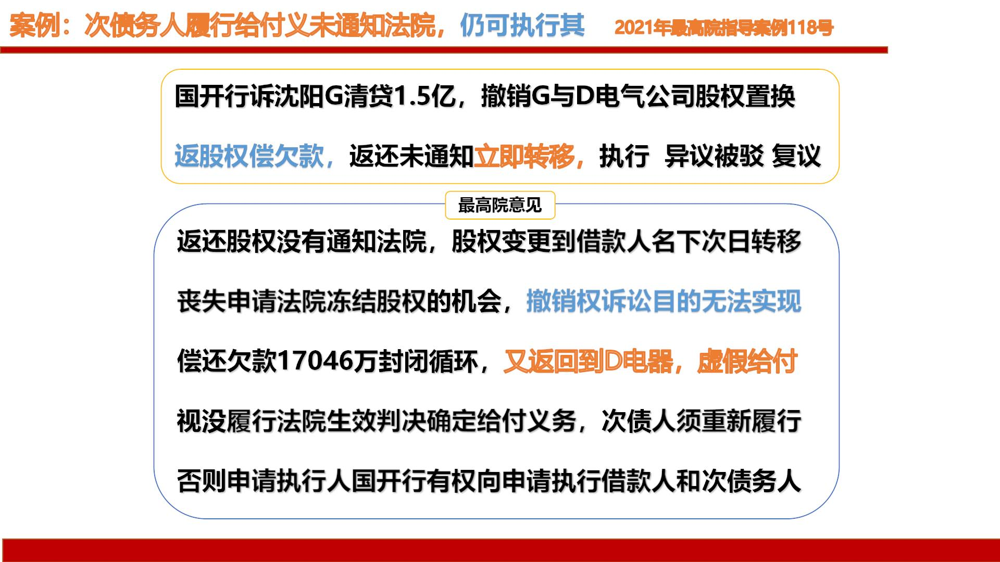 案例：次债务人履行给付义未通知法院，仍可执行其 2021年最高院指导案例118号
国开行诉沈阳G清贷1.5亿，撤销G与D电气公司股权置换
返股权偿欠款，返还未通知立即转移，执行 异议被驳 复议
最高院意见
返还股权没有通知法院，股权变更到借款人名下次日转移
丧失申请法院冻结股权的机会，撤销权诉讼目的无法实现
偿还欠款17046万封闭循环，又返回到D电器，虚假给付
视没履行法院生效判决确定给付义务，次债人须重新履行
否则申请执行人国开行有权向申请执行借款人和次债务人